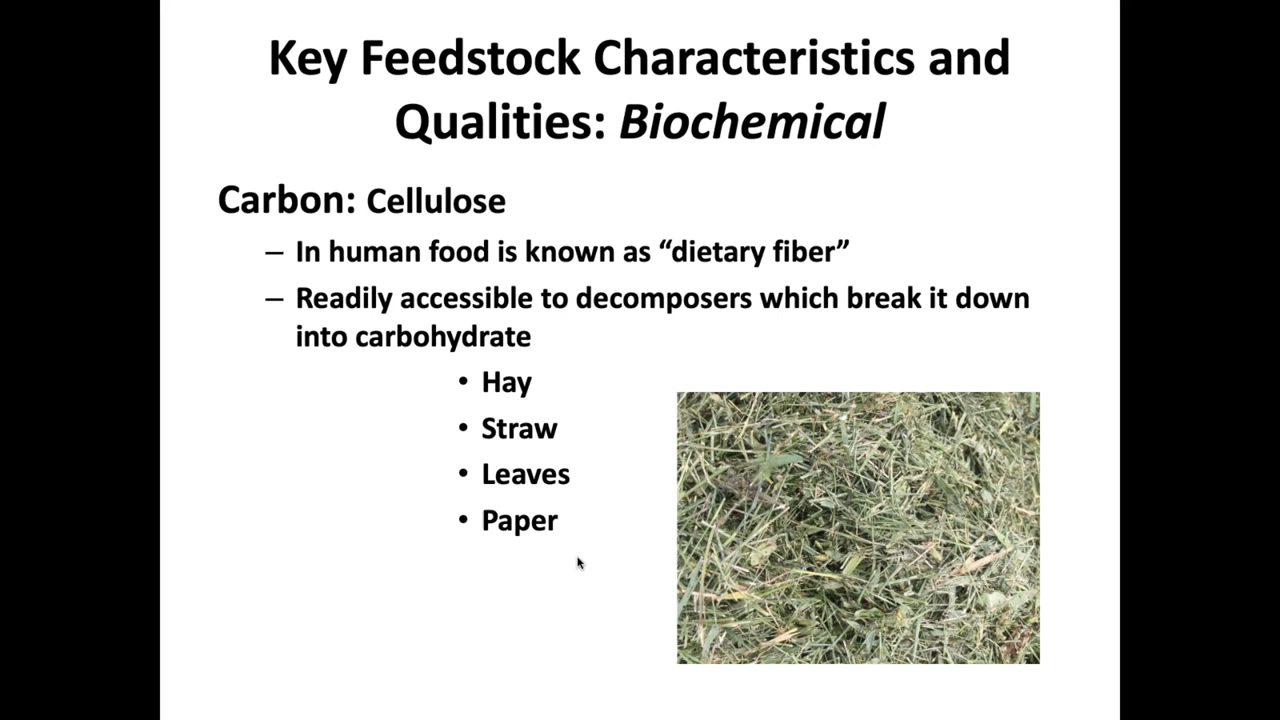 Key Feedstock Characteristics and
Qualities: Biochemical
Carbon: Cellulose
– In human food is known as “dietary fiber”
– Readily accessible to decomposers which break it down
into carbohydrate
• Hay
• Straw
• Leaves
• Paper